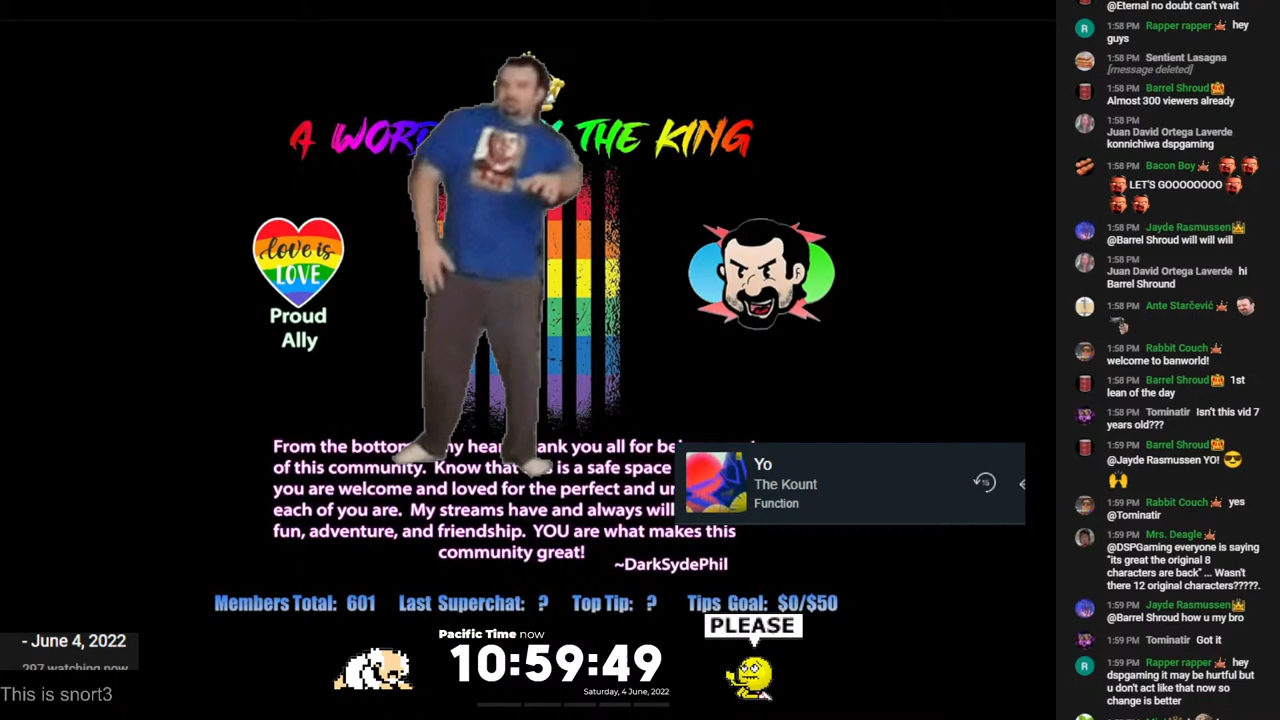 A WOR THE KING
love is
LOVE
Proud
Ally
From the bottom my hear ank you all for be
of this community. Know that is a safe space
you are welcome and loved for the perfect and un
each of you are. My streams have and always will
fun, adventure, and friendship. YOU are what makes this
community great!
~DarkSydePhil
Yo
The Kount
Function
15
Members Total: 601 Last Superchat: ? Top Tip: ? Tips Goal: $0/$50
PLEASE
Pacific Time now
10:59:49
Saturday, 4 June, 2022
- June 4, 2022
297 watching now
This is snort3
@Eternal no doubt can't wait
R
1:58 PM Rapper rapper hey
guys
1:58 PM Sentient Lasagna
[message deleted]
1:58 PM Barrel Shroud
Almost 300 viewers already
1:58 PM
Juan David Ortega Laverde
konnichiwa dspgaming
1:58 PM Bacon Boy
LET'S GOOOOOOOO
1:58 PM Jayde Rasmussen
@Barrel Shroud will will will
1:58 PM
Juan David Ortega Laverde hi
Barrel Shround
1:58 PM Ante Starčević
1:58 PM Rabbit Couch
welcome to banworld!
1:58 PM Barrel Shroud 1st
lean of the day
1:58 PM Tominatir Isn't this vid 7
years old???
1:59 PM Barrel Shroud
@Jayde Rasmussen YO!
1:59 PM Rabbit Couch yes
@Tominatir
1:59 PM Mrs. Deagle
@DSPGaming everyone is saying
"its great the original 8
characters are back" ... Wasn't
there 12 original characters?????.
1:59 PM Jayde Rasmussen
@Barrel Shroud how u my bro
1:59 PM Tominatir Got it
R
1:59 PM Rapper rapper hey
dspgaming it may be hurtful but
u don't act like that now so
change is better